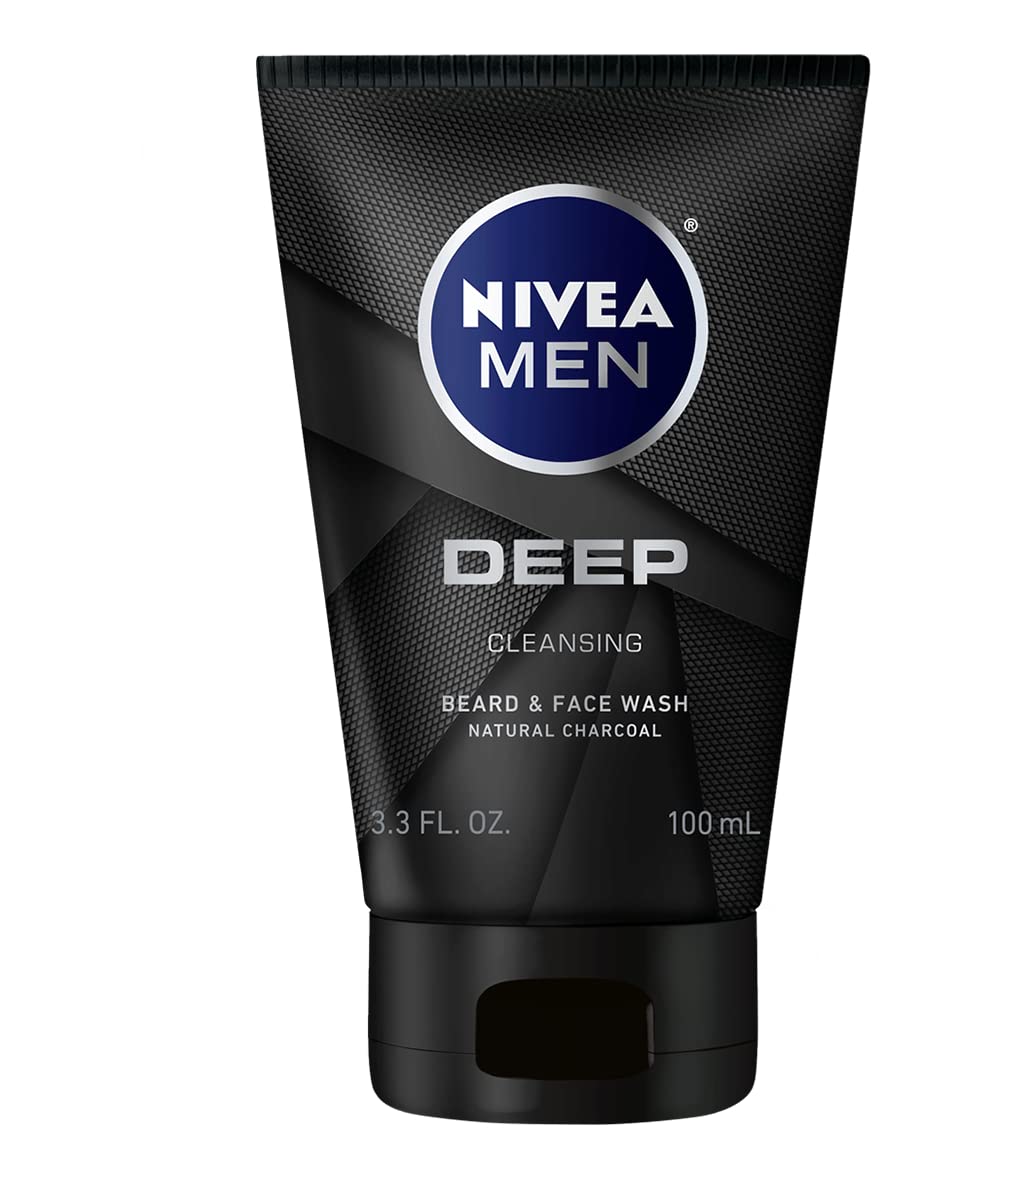 ®
NIVEA
MEN
DEEP
CLEANSING
BEARD & FACE WASH
NATURAL CHARCOAL
3.3 FL. OZ. 100 mL